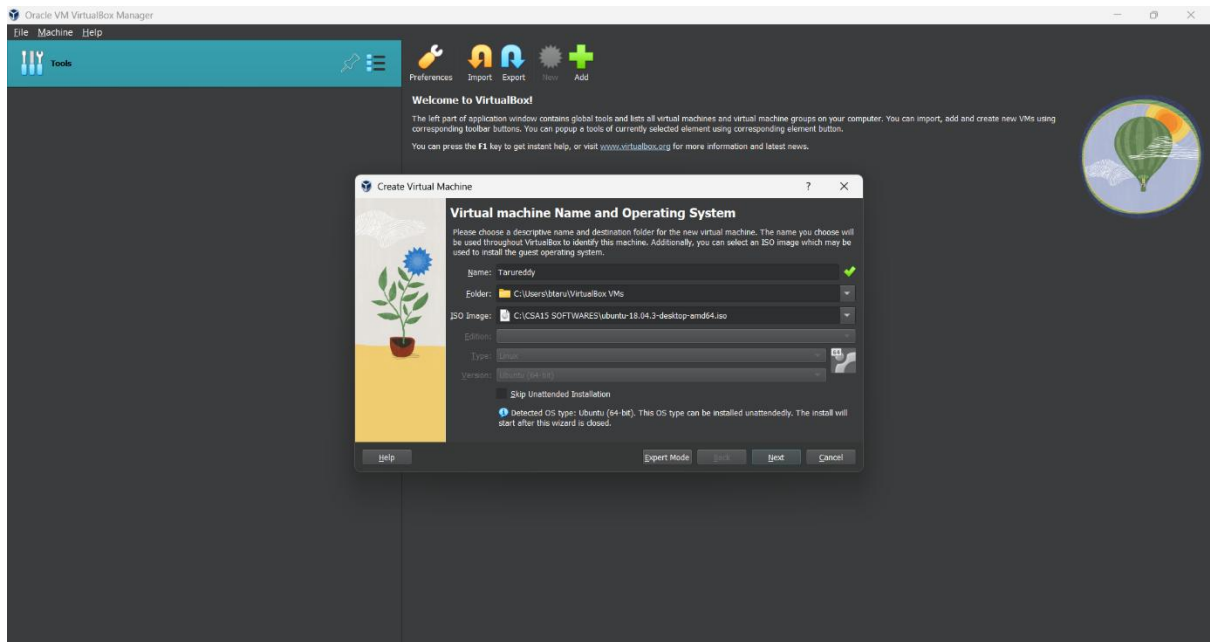 Oracle VM VirtualBox Manager
File Machine Help
Tools
Preferences Import Export New Add
Welcome to VirtualBox!
The left part of application window contains global tools and lists all virtual machines and virtual machine groups on your computer. You can import, add and create new VMs using
corresponding toolbar buttons. You can popup a tools of currently selected element using corresponding element button.
You can press the F1 key to get instant help, or visit www.virtualbox.org for more information and latest news.
Create Virtual Machine
Virtual machine Name and Operating System
Please choose a descriptive name and destination folder for the new virtual machine. The name you choose will
be used throughout VirtualBox to identify this machine. Additionally, you can select an ISO image which may be
used to install the guest operating system.
Name: Tarureddy
Folder: C:\Users\btaru\VirtualBox VMs
ISO Image: C:\CSA15 SOFTWARES\ubuntu-18.04.3-desktop-amd64.iso
Edition:
Type: Linux
Version: Ubuntu (64-bit)
64
Skip Unattended Installation
Detected OS type: Ubuntu (64-bit). This OS type can be installed unattendedly. The install will
start after this wizard is closed.
Help Expert Mode Back Next Cancel